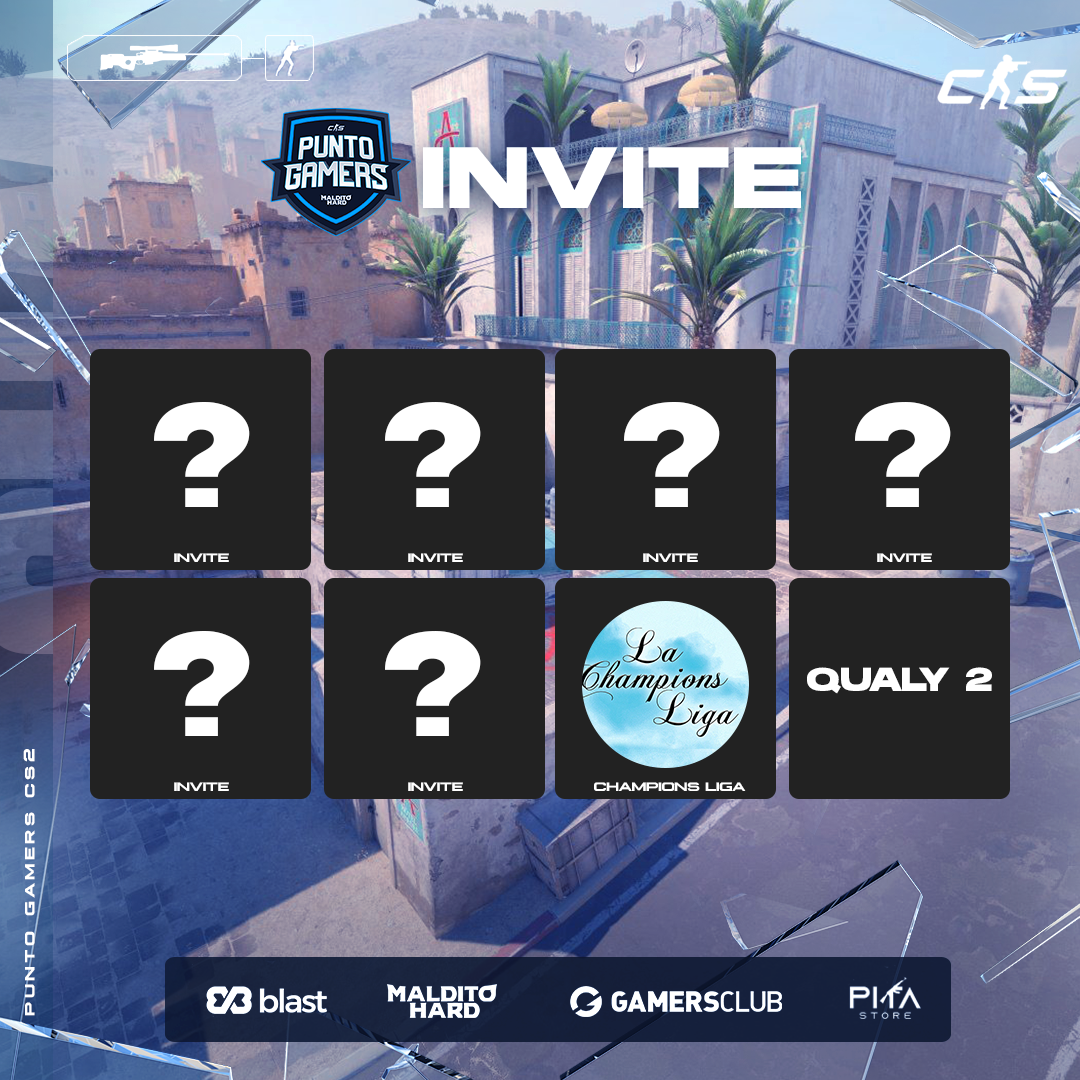 CS
CS
PUNTO
GAMERS
MALDITO
HARD
INVITE
?
?
?
?
INVITE
INVITE
INVITE
INVITE
?
?
La
Champions
Liga
QUALY 2
INVITE
INVITE
CHAMPIONS LIGA
PUNTO GAMERS CS2
blast
MALDITO
HARD
GAMERSCLUB
PITA
STORE